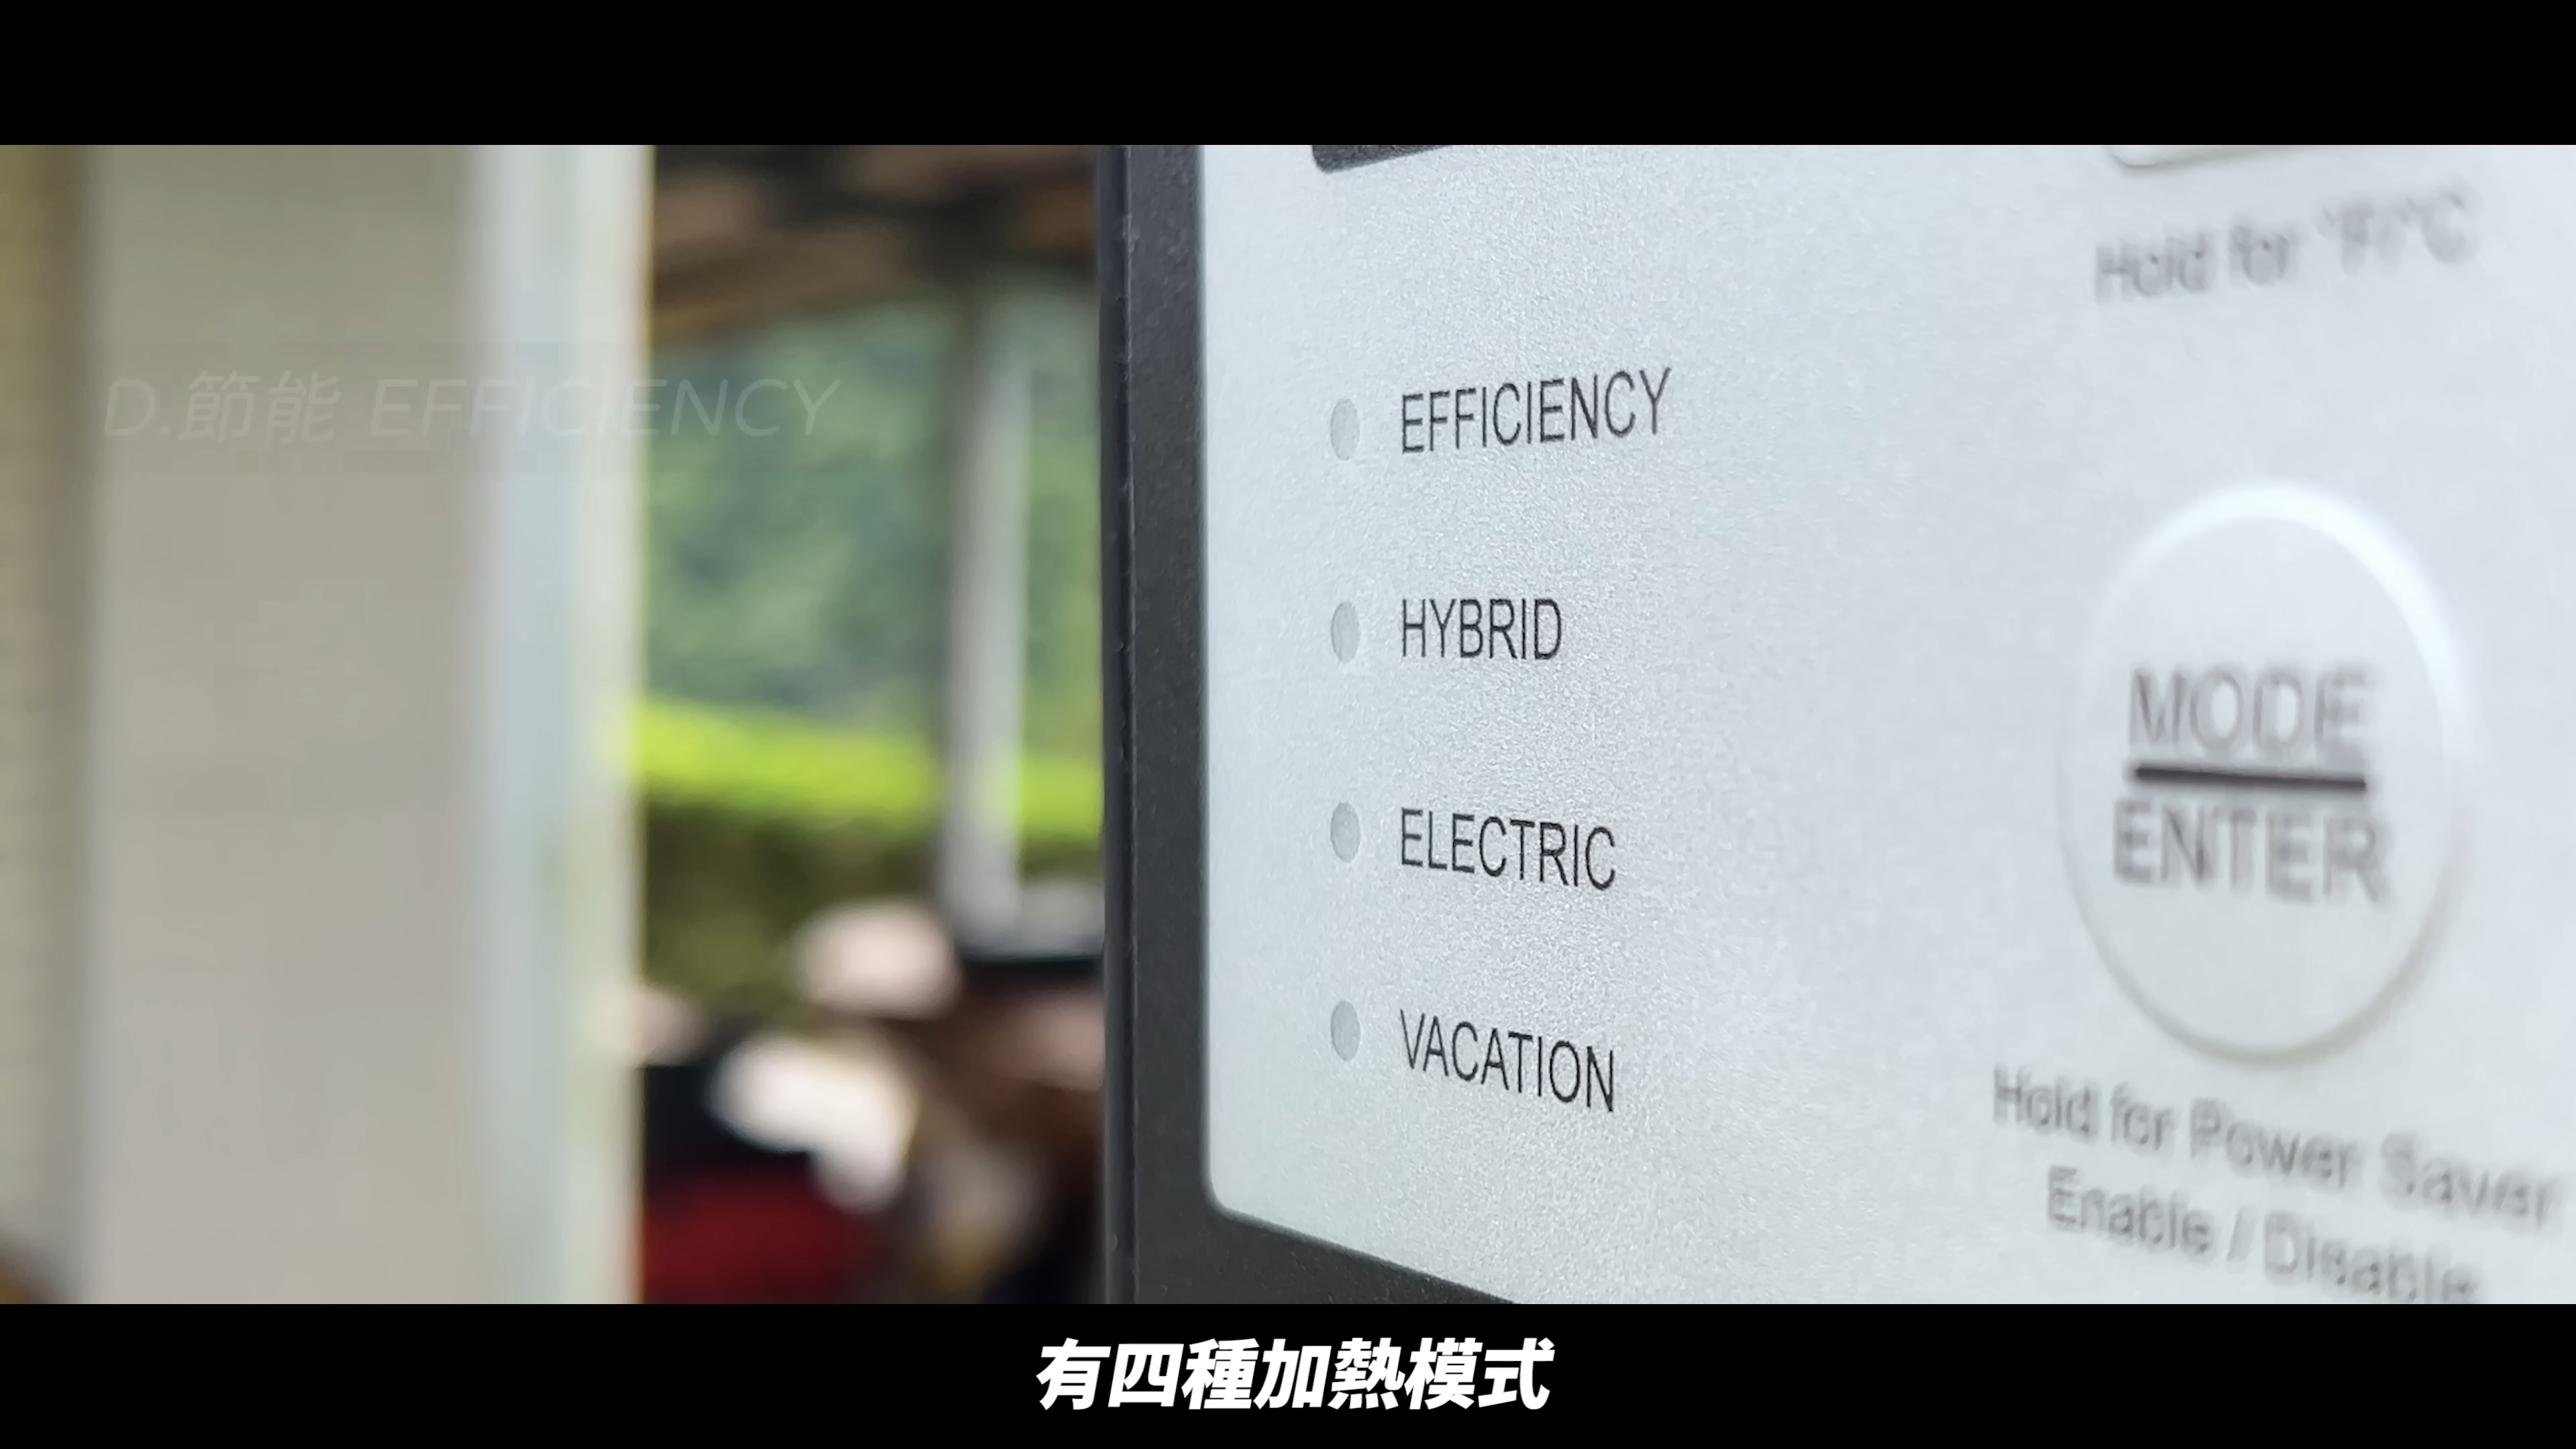 Hold for °F/°C
D.節能 EFFICIENCY
EFFICIENCY
HYBRID
ELECTRIC
VACATION
MODE
ENTER
Hold for Power Saver
Enable / Disable
有四種加熱模式